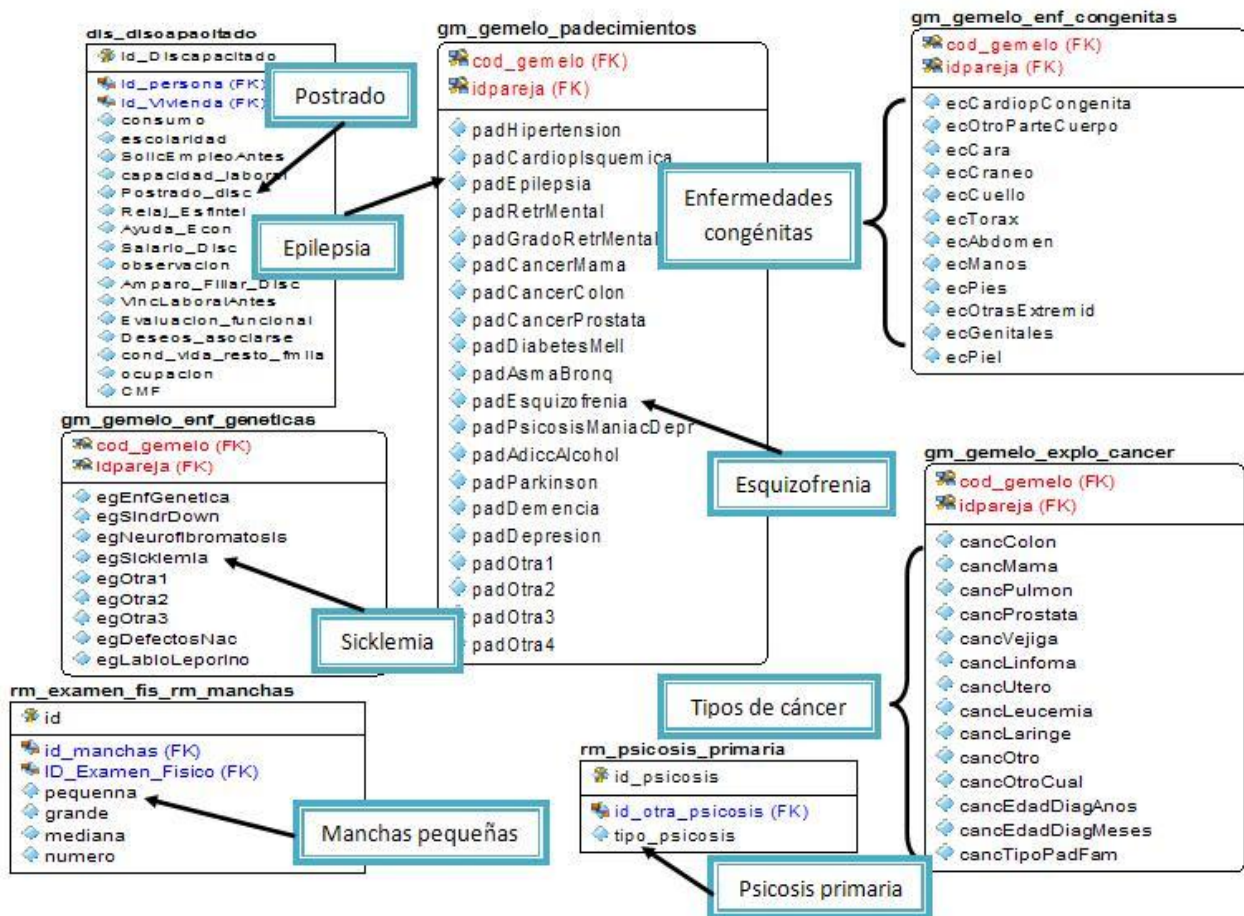 dis_discapacitado
id_Discapacitado
id_persona (FK)
id_Vivienda (FK)
consumo
escolaridad
SolicEmpleoAntes
capacidad_laboral
Postrado_disc
Relaj_Esfintel
Ayuda_Econ
Salario_Disc
observacion
Amparo_Filiar_Disc
VincLaboralAntes
Evaluacion_funcional
Deseos_asociarse
cond_vida_resto_fmlia
ocupacion
CMF
Postrado
Epilepsia
gm_gemelo_padecimientos
cod_gemelo (FK)
idpareja (FK)
padHipertension
padCardiopIsquemica
padEpilepsia
padRetrMental
padGradoRetrMental
padCancerMama
padCancerColon
padCancerProstata
padDiabetesMell
padAsmaBronq
padEsquizofrenia
padPsicosisManiacDepr
padAdiccAlcohol
padParkinson
padDemencia
padDepresion
padOtra1
padOtra2
padOtra3
padOtra4
Esquizofrenia
gm_gemelo_enf_congenitas
cod_gemelo (FK)
idpareja (FK)
ecCardiopCongenita
ecOtroParteCuerpo
ecCara
ecCraneo
ecCuello
ecTorax
ecAbdomen
ecManos
ecPies
ecOtrasExtremid
ecGenitales
ecPiel
Enfermedades
congénitas
gm_gemelo_enf_geneticas
cod_gemelo (FK)
idpareja (FK)
egEnfGenetica
egSindrDown
egNeurofibromatosis
egSicklemia
egOtra1
egOtra2
egOtra3
egDefectosNac
egLabioLeporino
Sicklemia
gm_gemelo_explo_cancer
cod_gemelo (FK)
idpareja (FK)
cancColon
cancMama
cancPulmon
cancProstata
cancVejiga
cancLinfoma
cancUtero
cancLeucemia
cancLaringe
cancOtro
cancOtroCual
cancEdadDiagAnos
cancEdadDiagMeses
cancTipoPadFam
Tipos de cáncer
rm_examen_fis_rm_manchas
id
id_manchas (FK)
ID_Examen_Fisico (FK)
pequenna
grande
mediana
numero
Manchas pequeñas
rm_psicosis_primaria
id_psicosis
id_otra_psicosis (FK)
tipo_psicosis
Psicosis primaria